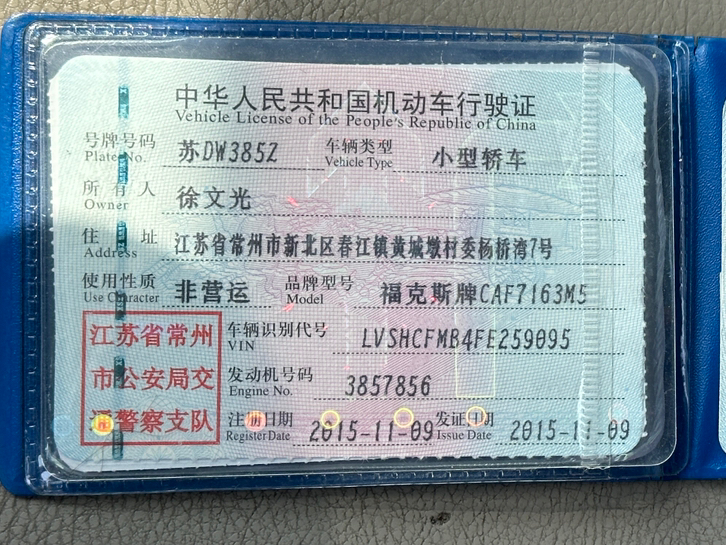 中华人民共和国机动车行驶证
Vehicle License of the People's Republic of China
号牌号码 苏DW385Z 车辆类型 小型轿车
Plate No. Vehicle Type
所有人 徐文光
Owner
住址 江苏省常州市新北区春江镇黄城墩村委杨桥湾7号
Address
使用性质 非营运 品牌型号 福克斯牌CAF7163M5
Use Character Model
江苏省常州 车辆识别代号 LVSHCFMB4FE259095
VIN
市公安局交 发动机号码 3857856
Engine No.
通警察支队 注册日期 2015-11-09 发证日期 2015-11-09
Register Date Issue Date